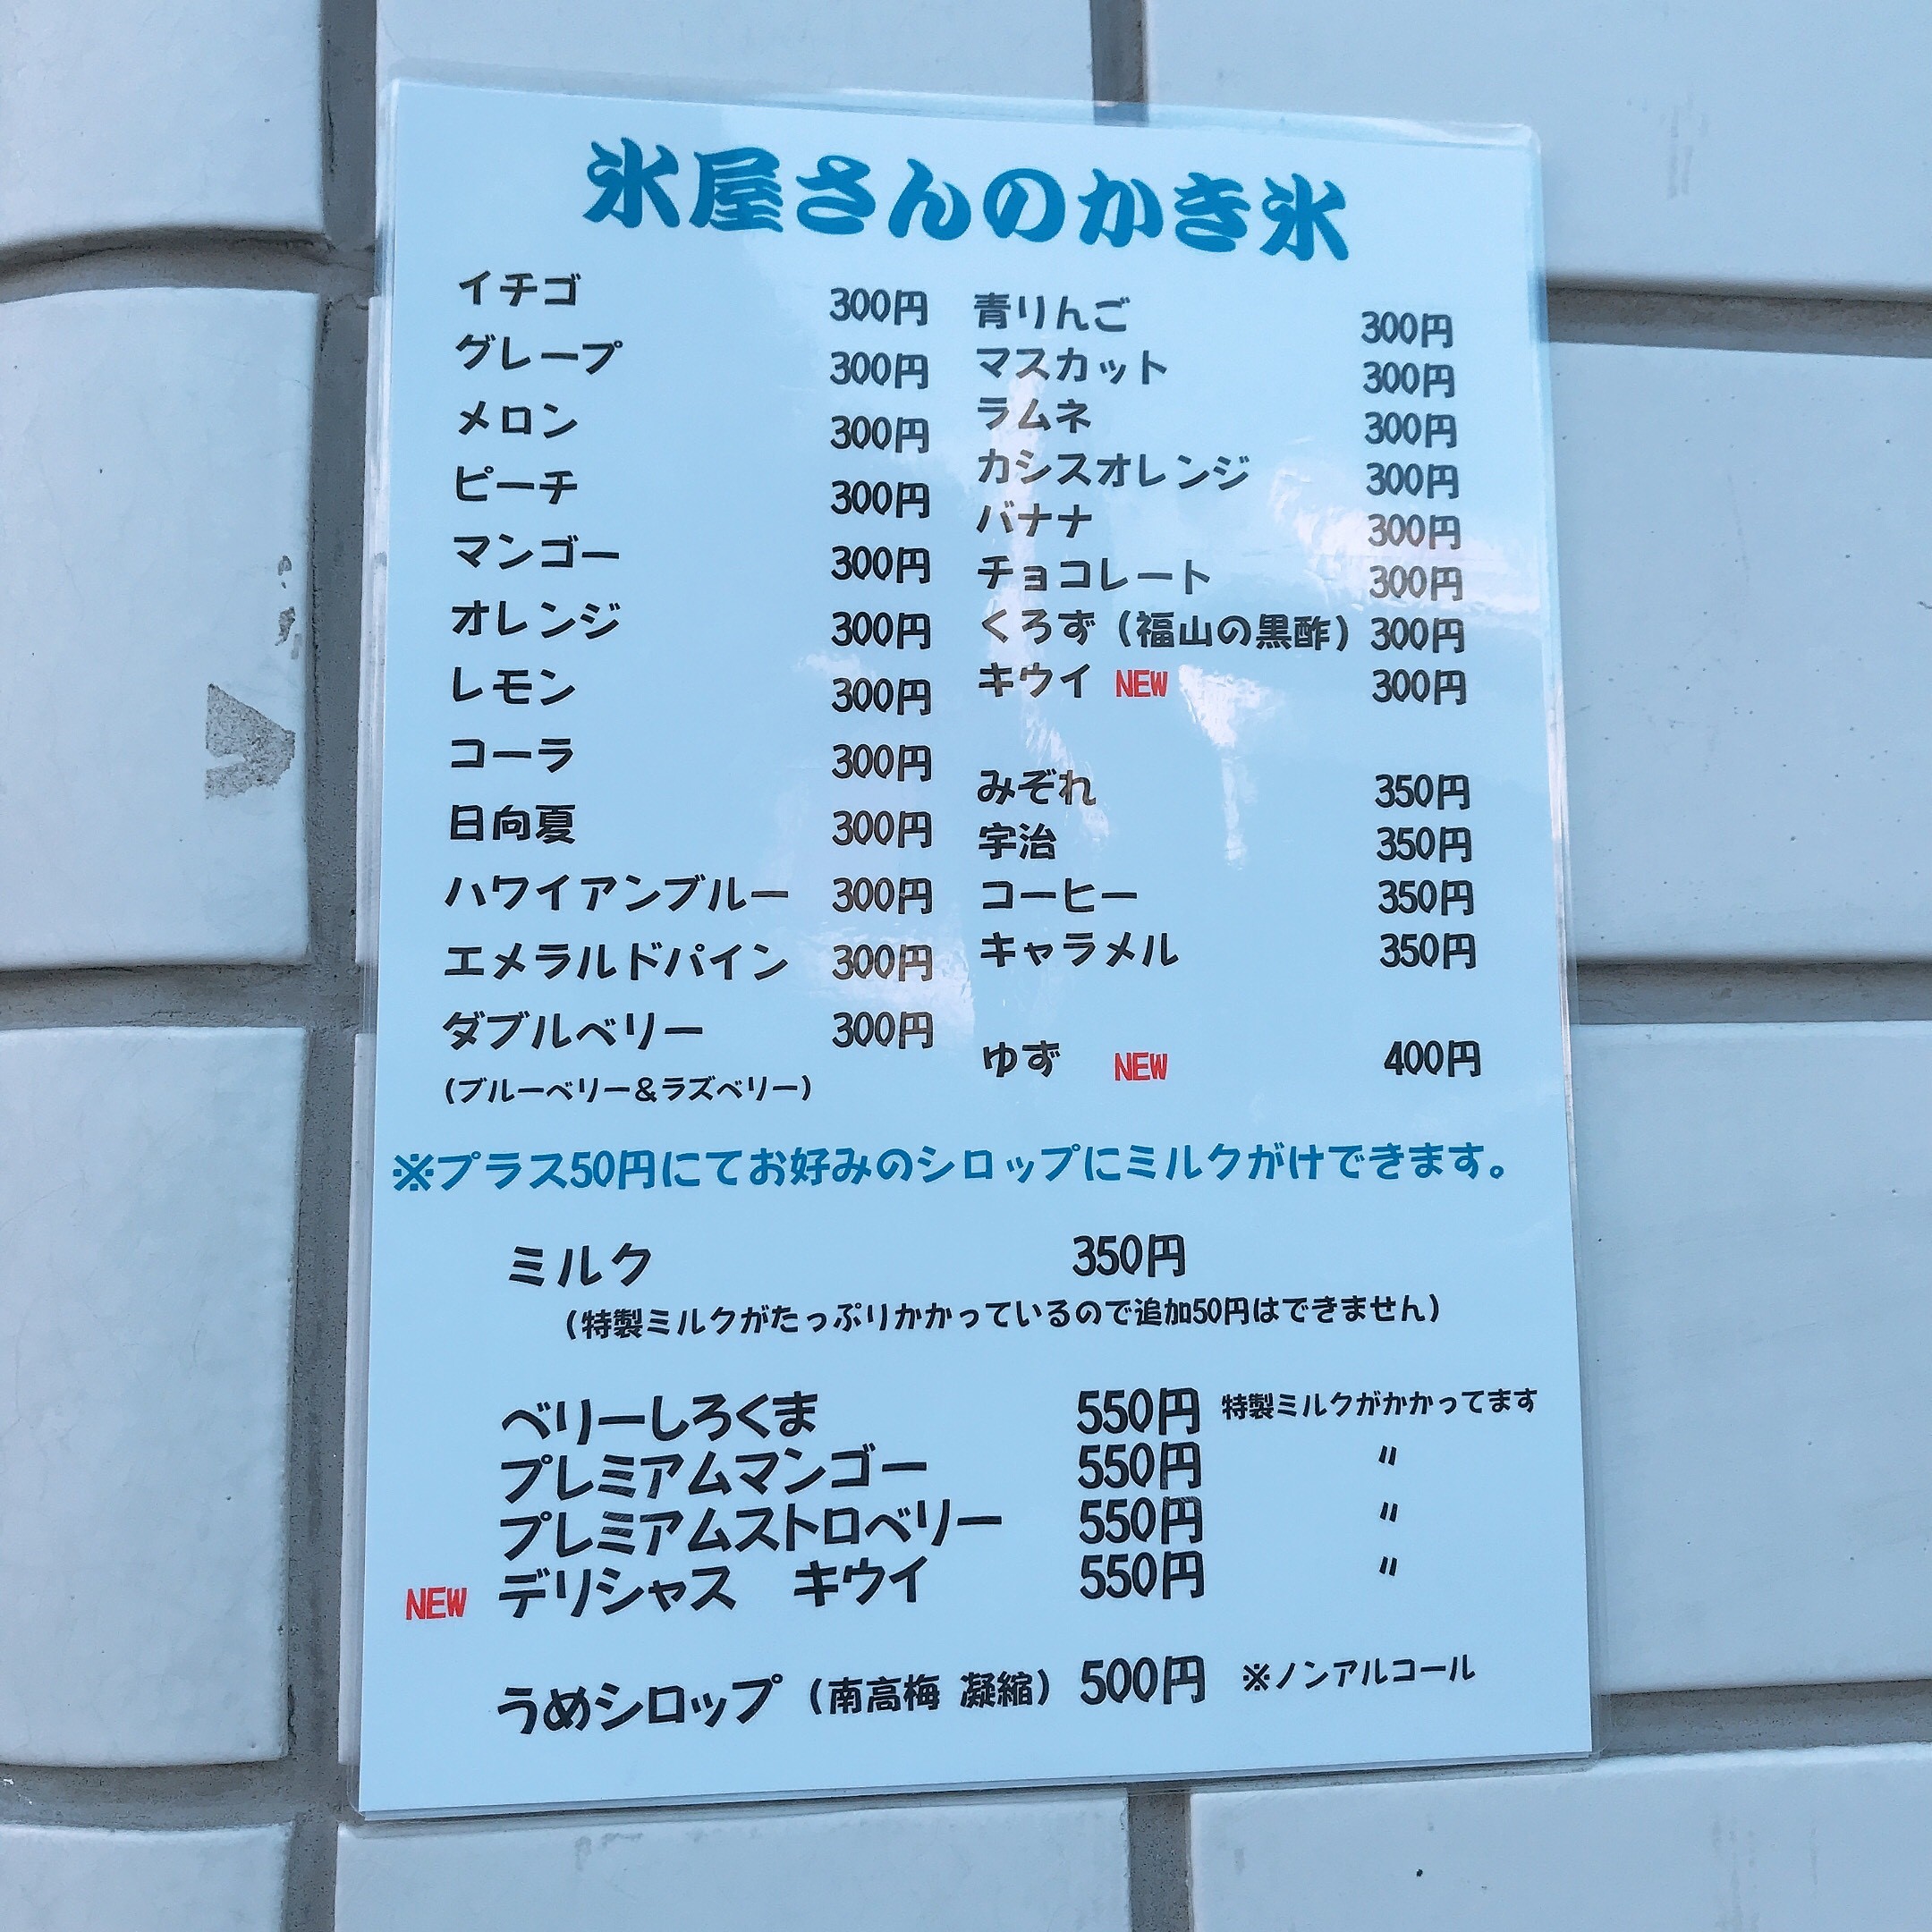 氷屋さんのかき氷
イチゴ 300円
グレープ 300円
メロン 300円
ピーチ 300円
マンゴー 300円
オレンジ 300円
レモン 300円
コーラ 300円
日向夏 300円
ハワイアンブルー 300円
エメラルドパイン 300円
ダブルベリー 300円
(ブルーベリー&ラズベリー)
青りんご 300円
マスカット 300円
ラムネ 300円
カシスオレンジ 300円
バナナ 300円
チョコレート 300円
くろず(福山の黒酢) 300円
キウイ NEW 300円
みぞれ 350円
宇治 350円
コーヒー 350円
キャラメル 350円
ゆず NEW 400円
※プラス50円にてお好みのシロップにミルクがけできます。
ミルク 350円
(特製ミルクがたっぷりかかっているので追加50円はできません)
ベリーしろくま 550円 特製ミルクがかかってます
プレミアムマンゴー 550円 〃
プレミアムストロベリー 550円 〃
NEW デリシャス キウイ 550円 〃
うめシロップ(南高梅 凝縮) 500円 ※ノンアルコール